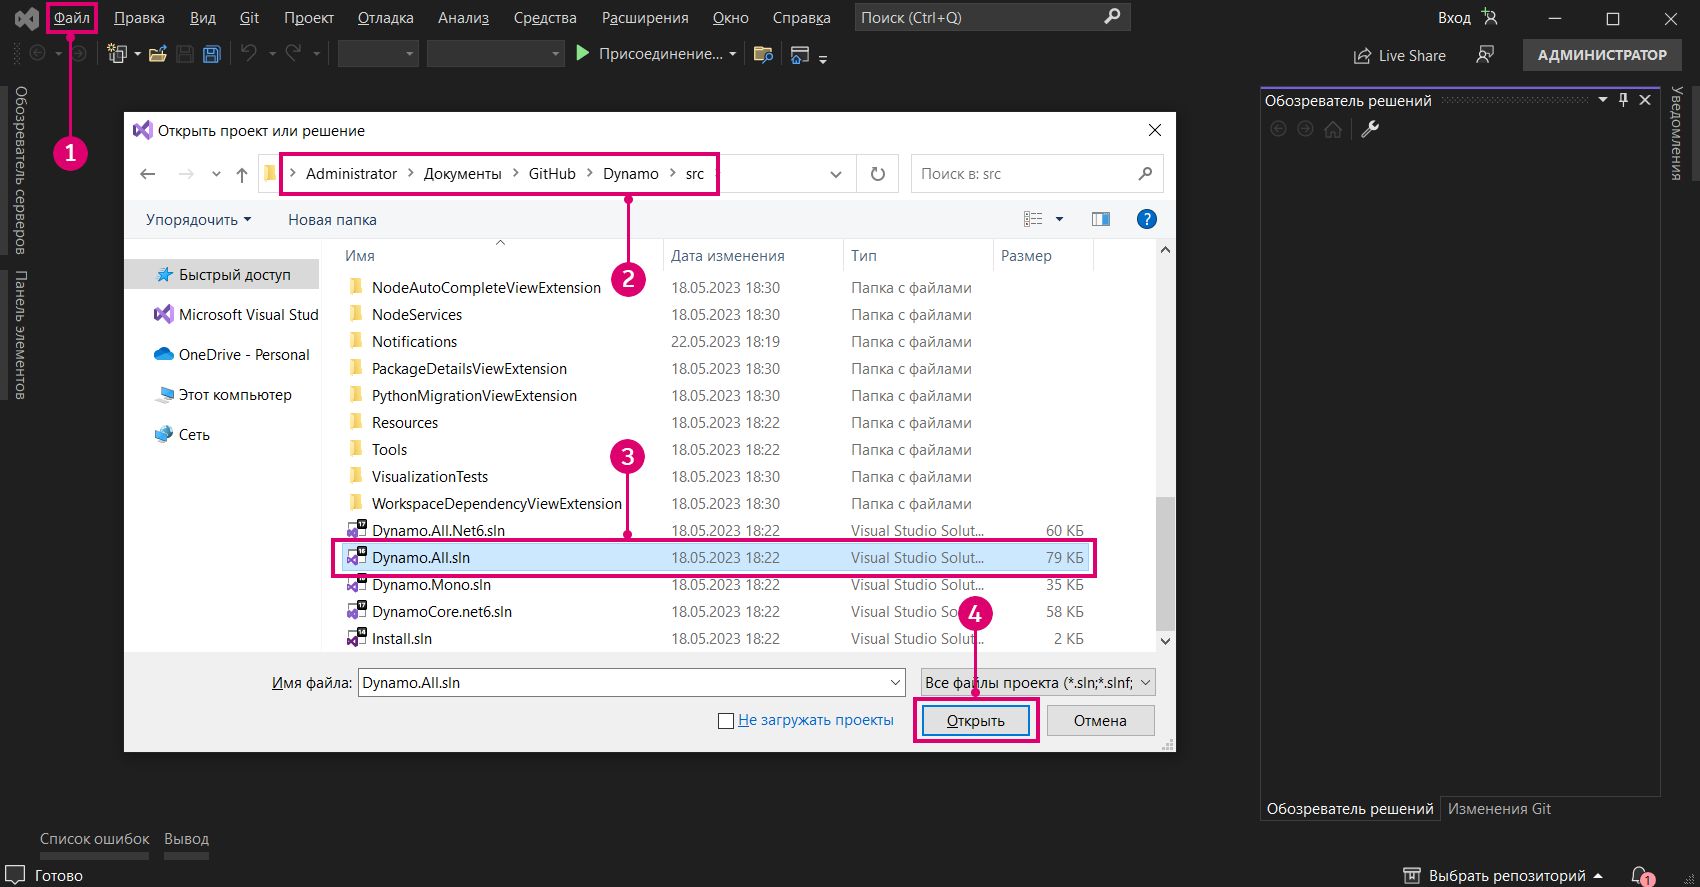 Файл Правка Вид Git Проект Отладка Анализ Средства Расширения Окно Справка Поиск (Ctrl+Q) Вход
Присоединение... Live Share АДМИНИСТРАТОР
1
Обозреватель серверов
Панель элементов
Открыть проект или решение
Administrator Документы GitHub Dynamo src Поиск в: src
Упорядочить Новая папка ?
2
Имя Дата изменения Тип Размер
Быстрый доступ
Microsoft Visual Stud
OneDrive - Personal
Этот компьютер
Сеть
NodeAutoCompleteViewExtension 18.05.2023 18:30 Папка с файлами
NodeServices 18.05.2023 18:30 Папка с файлами
Notifications 22.05.2023 18:19 Папка с файлами
PackageDetailsViewExtension 18.05.2023 18:30 Папка с файлами
PythonMigrationViewExtension 18.05.2023 18:30 Папка с файлами
Resources 18.05.2023 18:22 Папка с файлами
Tools 18.05.2023 18:22 Папка с файлами
3
VisualizationTests 18.05.2023 18:30 Папка с файлами
WorkspaceDependencyViewExtension 18.05.2023 18:30 Папка с файлами
Dynamo.All.Net6.sln 18.05.2023 18:22 Visual Studio Solut... 60 КБ
Dynamo.All.sln 18.05.2023 18:22 Visual Studio Solut... 79 КБ
Dynamo.Mono.sln 18.05.2023 18:22 Visual Studio Solut... 35 КБ
DynamoCore.net6.sln 18.05.2023 18:22 Visual Studio So 58 КБ
4
Install.sln 18.05.2023 18:22 Visual Studio Solut... 2 КБ
Имя файла: Dynamo.All.sln Все файлы проекта (*.sln;*.slnf;
Не загружать проекты Открыть Отмена
Обозреватель решений
Уведомления
Обозреватель решений Изменения Git
Список ошибок Вывод
Готово Выбрать репозиторий 1